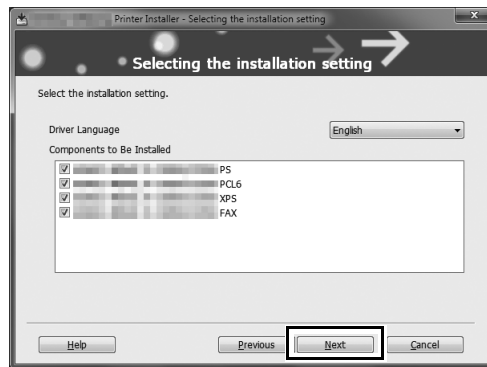 Printer Installer - Selecting the installation setting
Selecting the installation setting
Select the installation setting.
Driver Language English
Components to Be Installed
PS
PCL6
XPS
FAX
Help Previous Next Cancel